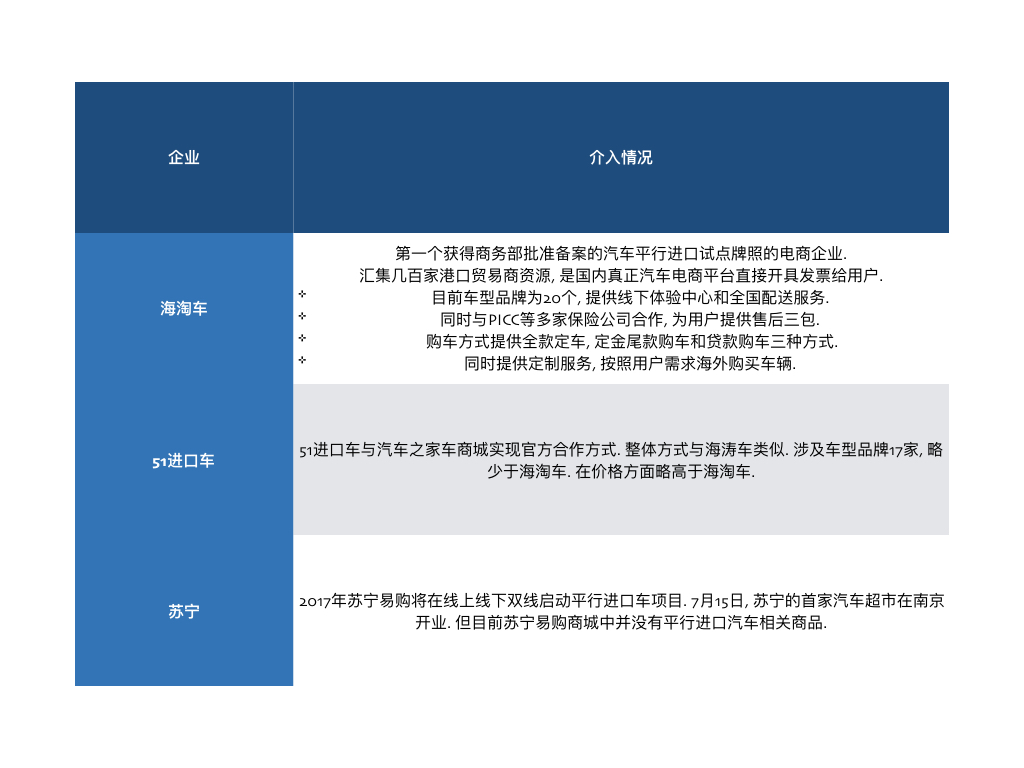 企业
介入情况
海淘车
第一个获得商务部批准备案的汽车平行进口试点牌照的电商企业.
汇集几百家港口贸易商资源, 是国内真正汽车电商平台直接开具发票给用户.
目前车型品牌为20个, 提供线下体验中心和全国配送服务.
同时与PICC等多家保险公司合作, 为用户提供售后三包.
购车方式提供全款定车, 定金尾款购车和贷款购车三种方式.
同时提供定制服务, 按照用户需求海外购买车辆.
51进口车
51进口车与汽车之家车商城实现官方合作方式. 整体方式与海涛车类似. 涉及车型品牌17家, 略
少于海淘车. 在价格方面略高于海淘车.
苏宁
2017年苏宁易购将在线上线下双线启动平行进口车项目. 7月15日, 苏宁的首家汽车超市在南京
开业. 但目前苏宁易购商城中并没有平行进口汽车相关商品.